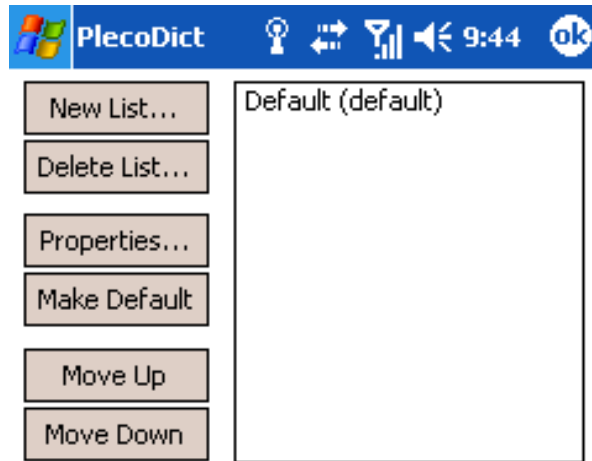 PlecoDict 9:44 ok
New List...
Delete List...
Properties...
Make Default
Move Up
Move Down
Default (default)